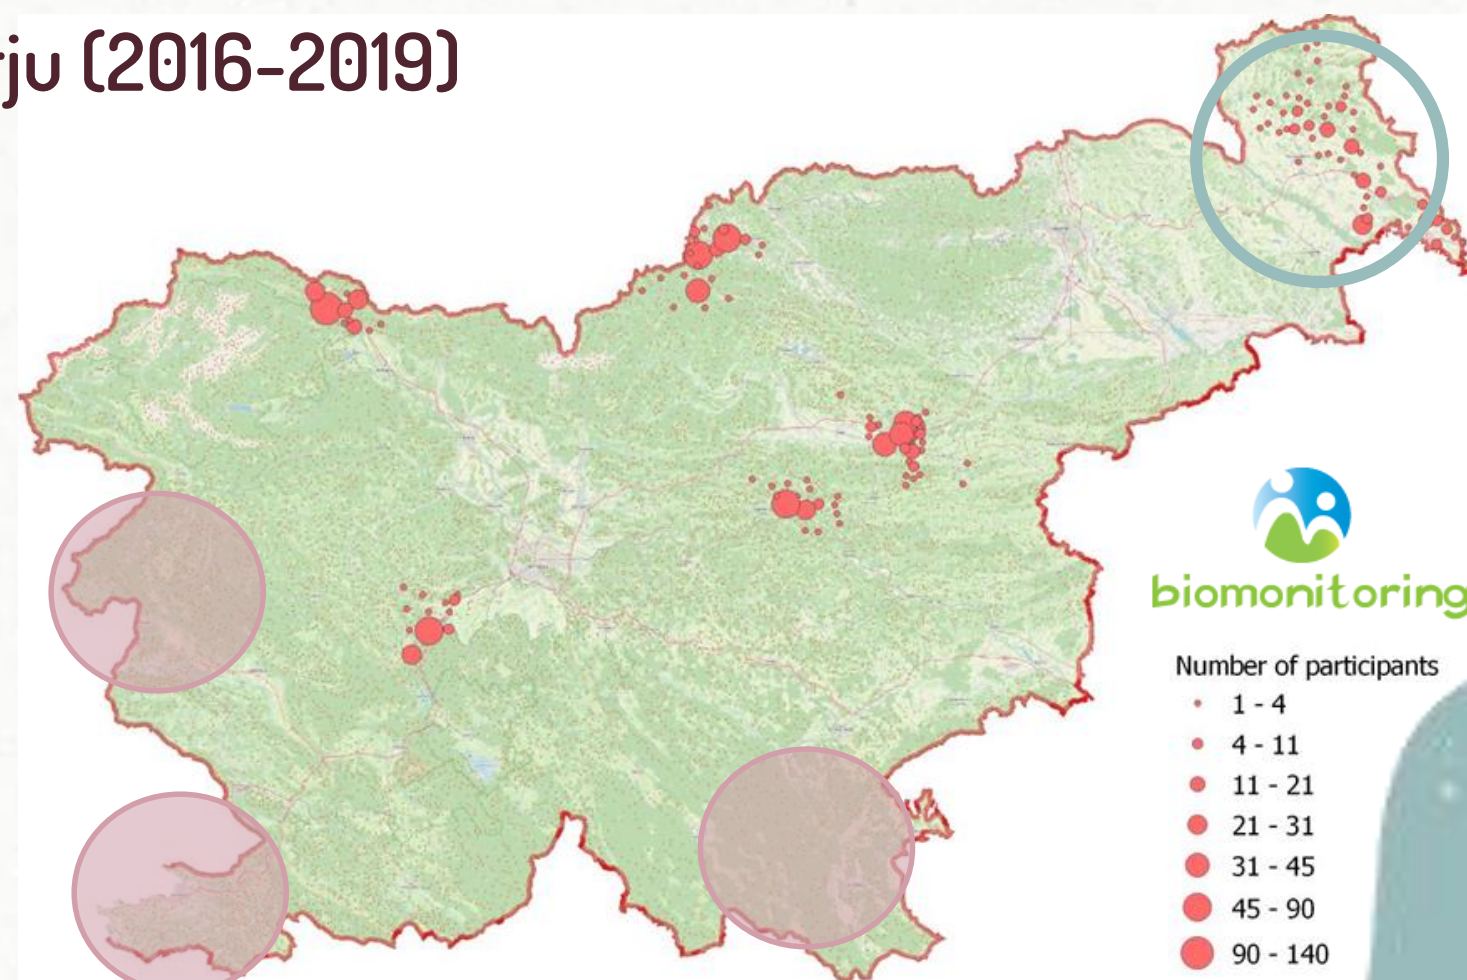 rju (2016-2019)
biomonitoring
Number of participants
1 - 4
4 - 11
11 - 21
21 - 31
31 - 45
45 - 90
90 - 140